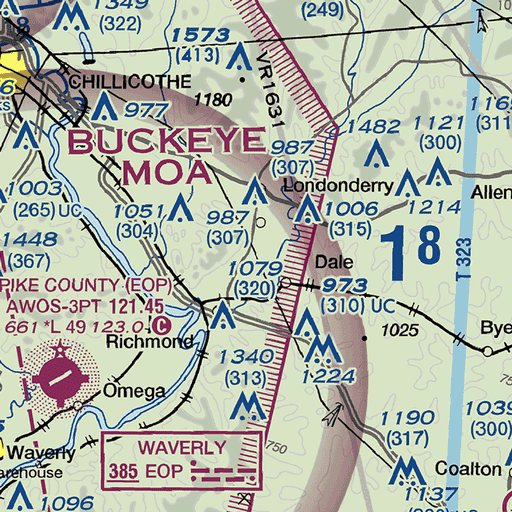 1349
(322)
(249)
1573
(413)
VR1631
CHILLICOTHE
977
1180
BUCKEYE
MOA
987
(307)
1482
1121
(300)
1169
(311
1003
(265) UC
1051
(304)
987
(307)
Londonderry
1006
(315)
1214
Allen
1448
(367)
18
T 323
PIKE COUNTY (EOP)
AWOS-3PT 121.45
661 *L 49 123.0 C
1079
(320)
Dale
973
(310) UC
1025
Richmond
Bye
1340
(313)
1224
Omega
1190
(317)
1039
(300)
Waverly
WAVERLY
385 EOP
750
Coalton
1096
1137